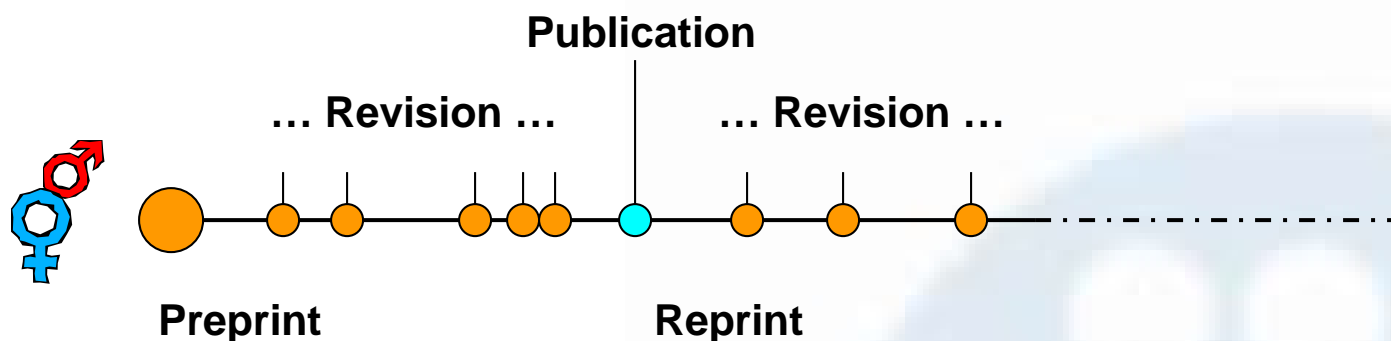 Publication
… Revision …
… Revision …
Preprint
Reprint